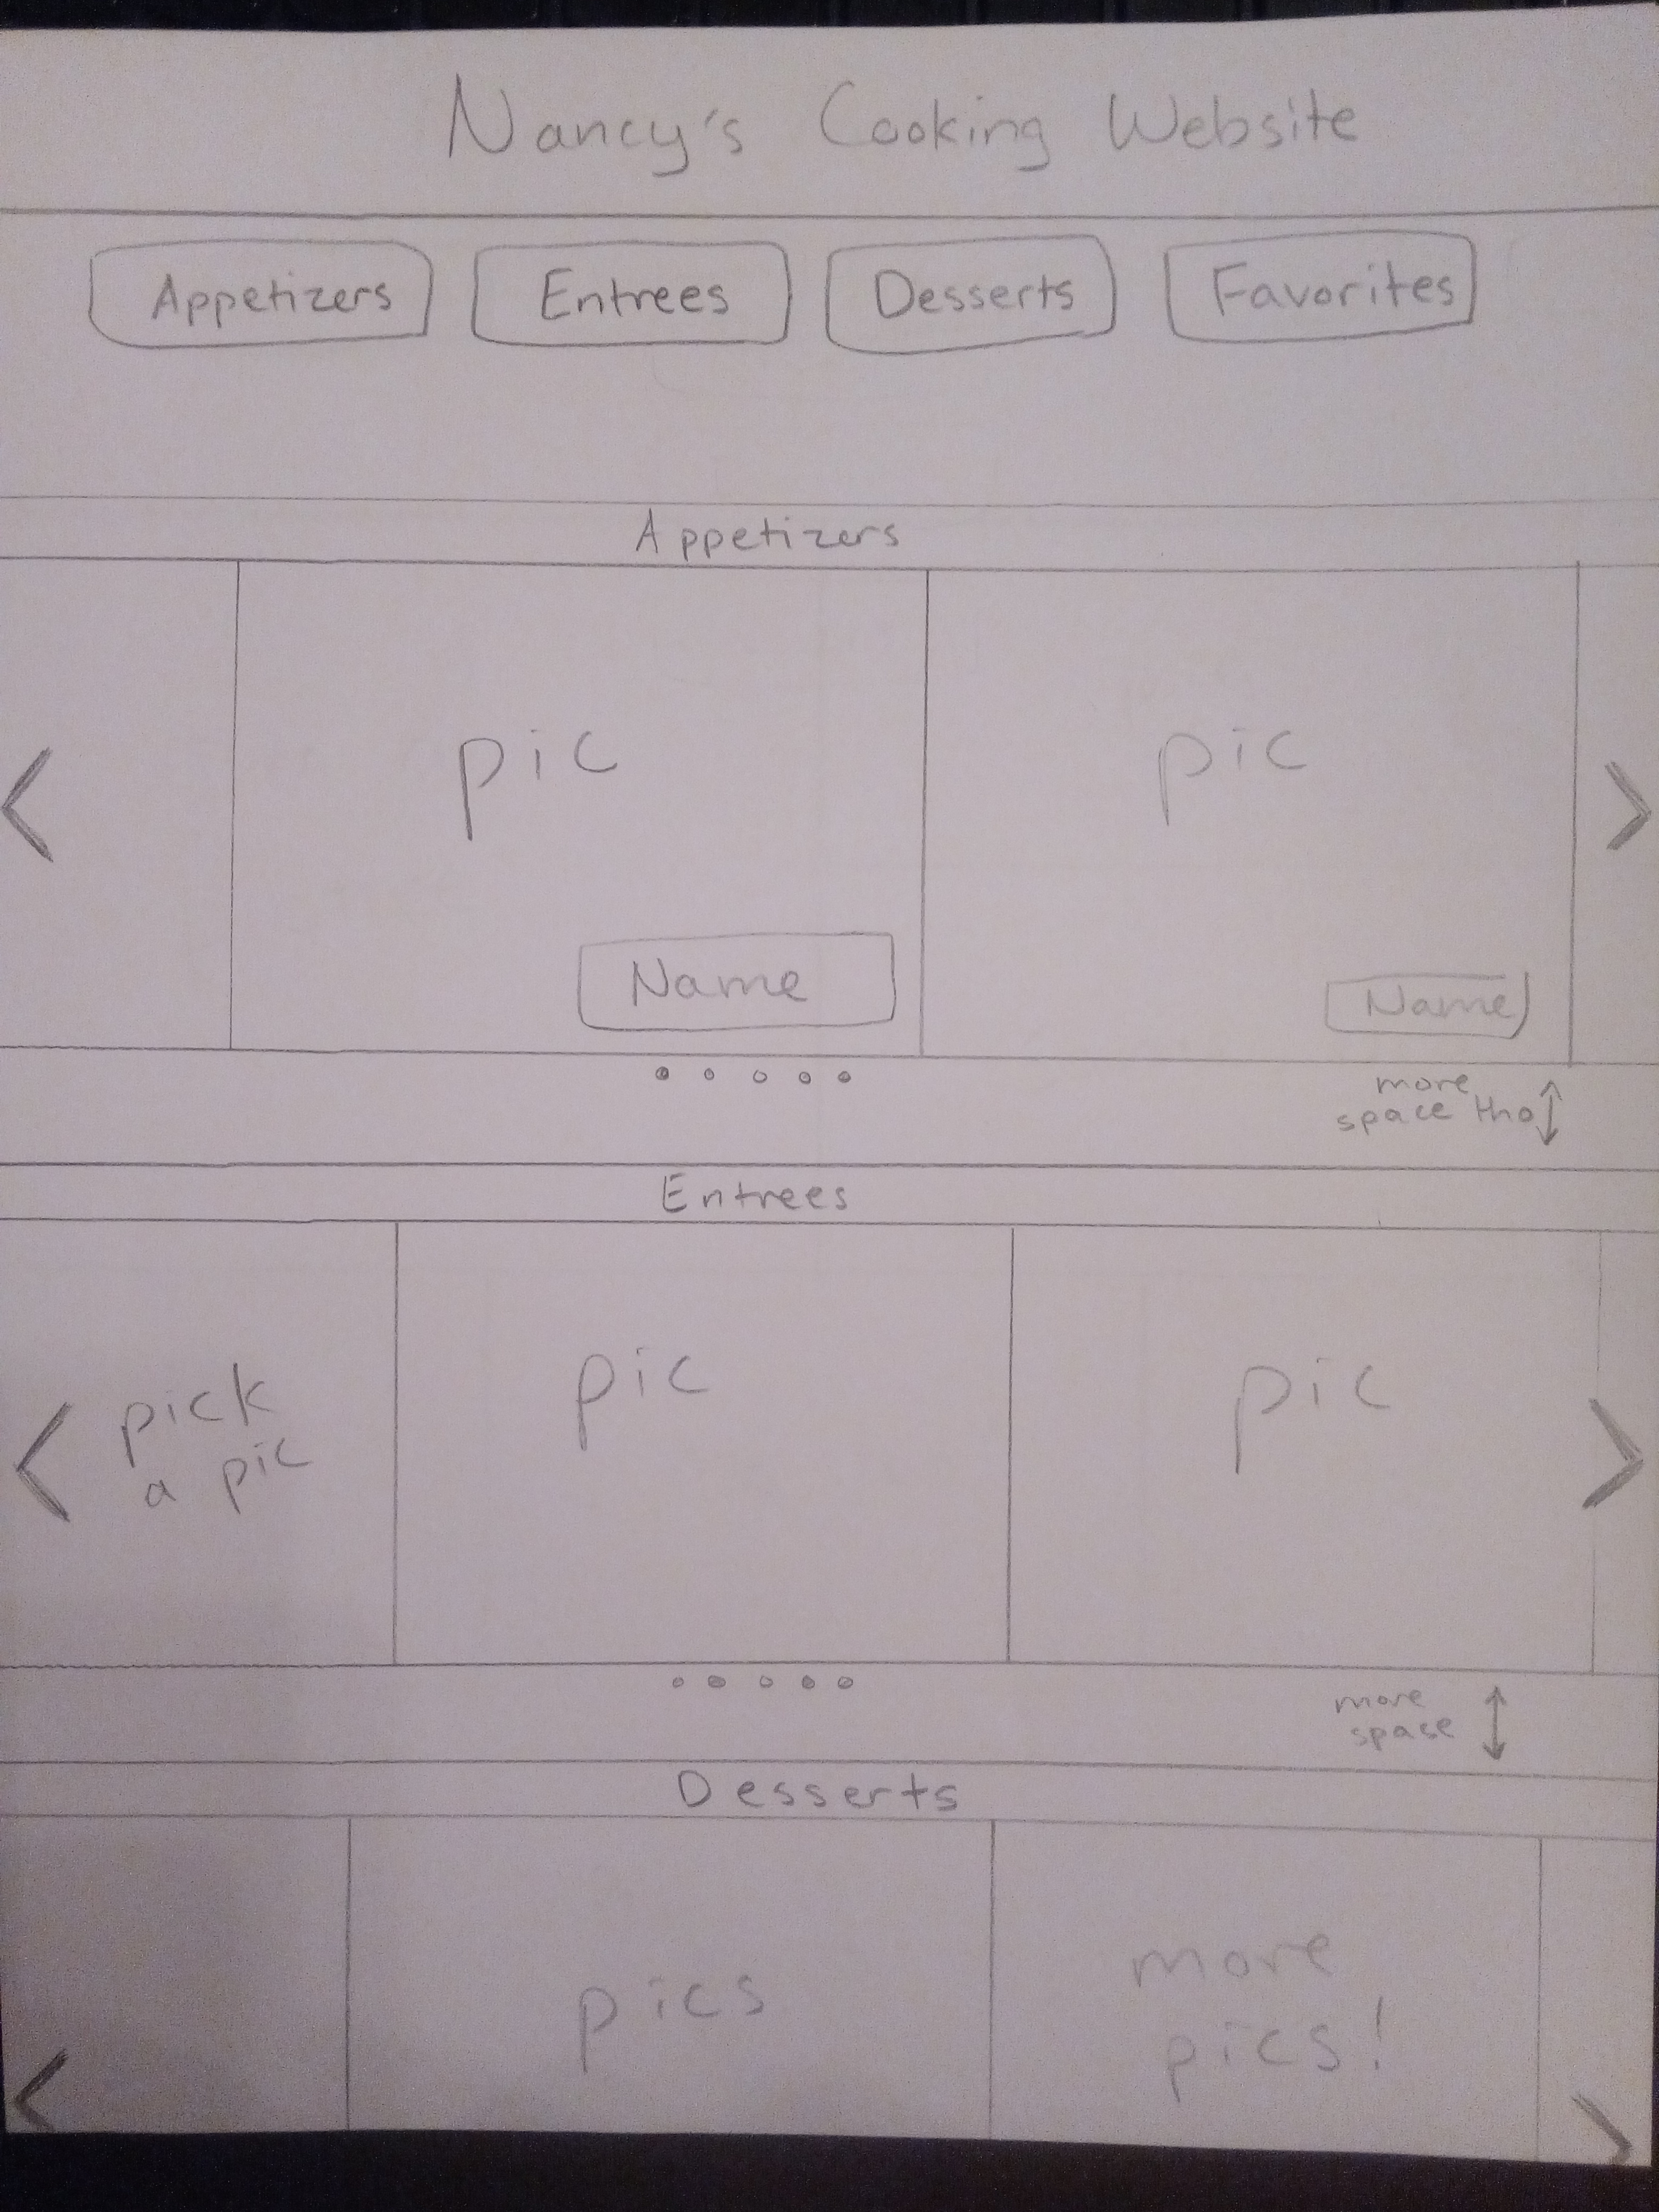 Nancy's Cooking Website
Appetizers
Entrees
Desserts
Favorites
Appetizers
pic
pic
Name
Name
more
space tho
Entrees
pick
a pic
pic
pic
more
space
Desserts
pics
more
pics!